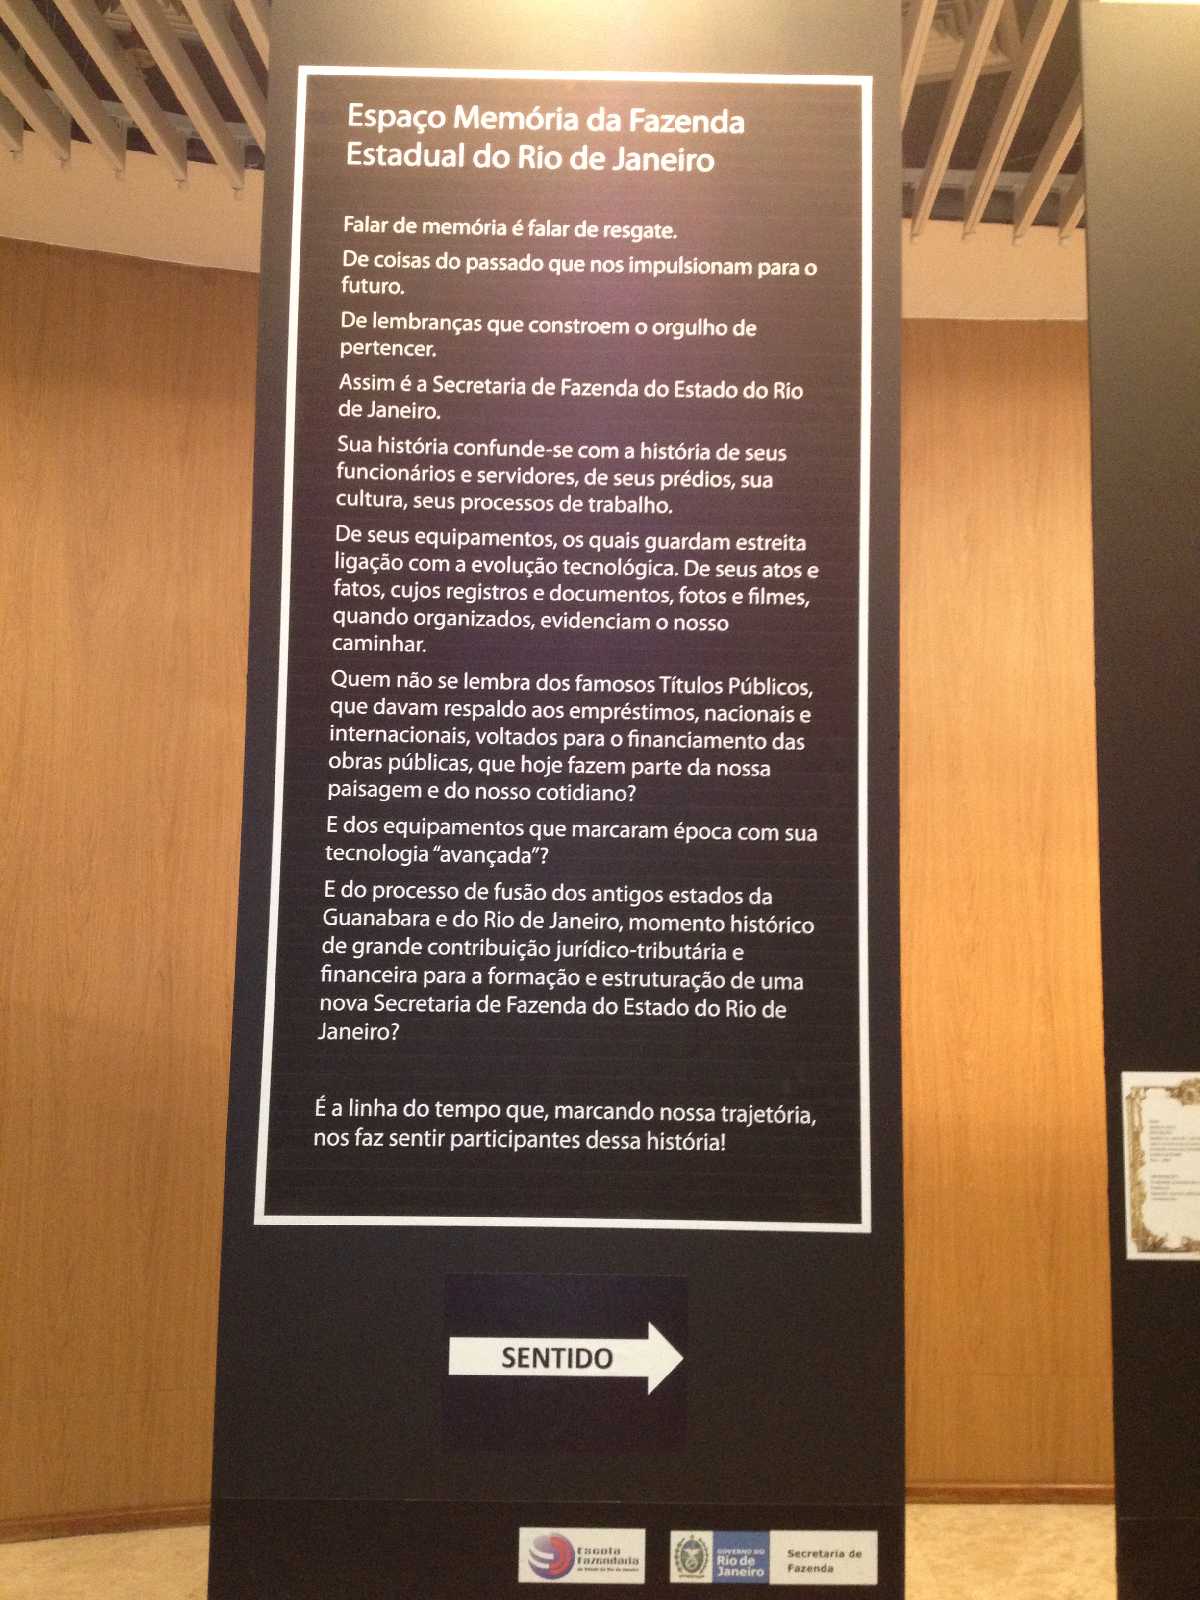 Espaço Memória da Fazenda
Estadual do Rio de Janeiro
Falar de memória é falar de resgate.
De coisas do passado que nos impulsionam para o
futuro.
De lembranças que constroem o orgulho de
pertencer.
Assim é a Secretaria de Fazenda do Estado do Rio
de Janeiro.
Sua história confunde-se com a história de seus
funcionários e servidores, de seus prédios, sua
cultura, seus processos de trabalho.
De seus equipamentos, os quais guardam estreita
ligação com a evolução tecnológica. De seus atos e
fatos, cujos registros e documentos, fotos e filmes,
quando organizados, evidenciam o nosso
caminhar.
Quem não se lembra dos famosos Títulos Públicos,
que davam respaldo aos empréstimos, nacionais e
internacionais, voltados para o financiamento das
obras públicas, que hoje fazem parte da nossa
paisagem e do nosso cotidiano?
E dos equipamentos que marcaram época com sua
tecnologia “avançada”?
E do processo de fusão dos antigos estados da
Guanabara e do Rio de Janeiro, momento histórico
de grande contribuição jurídico-tributária e
financeira para a formação e estruturação de uma
nova Secretaria de Fazenda do Estado do Rio de
Janeiro?
É a linha do tempo que, marcando nossa trajetória,
nos faz sentir participantes dessa história!
SENTIDO
Escola
Fazendária
do Estado do Rio de Janeiro
GOVERNO DO
Rio de
Janeiro
Secretaria de
Fazenda